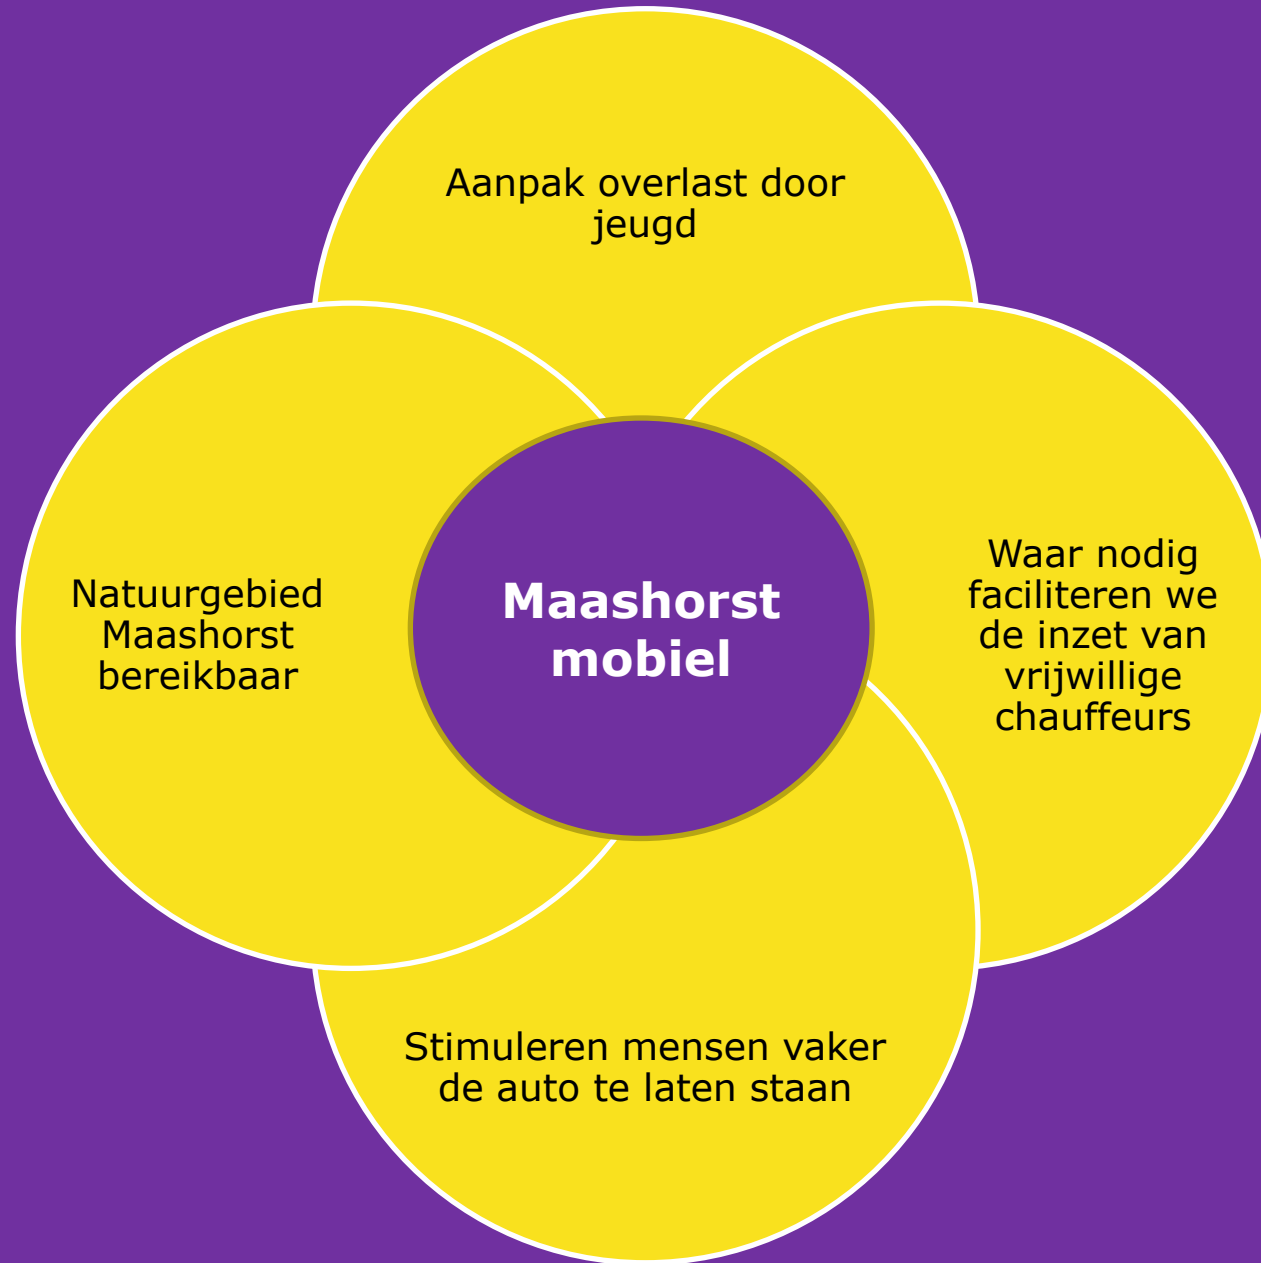 Aanpak overlast door
jeugd
Natuurgebied
Maashorst
bereikbaar
Maashorst
mobiel
Waar nodig
faciliteren we
de inzet van
vrijwillige
chauffeurs
Stimuleren mensen vaker
de auto te laten staan